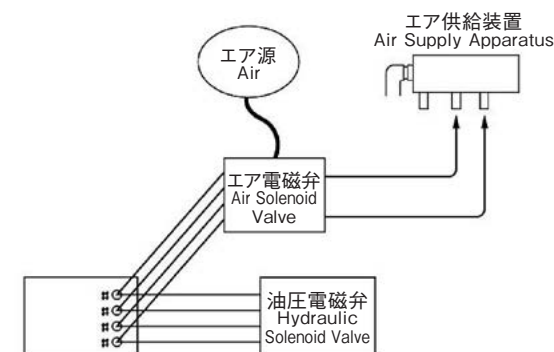 エア供給装置
Air Supply Apparatus
エア源
Air
エア電磁弁
Air Solenoid
Valve
#
#
#
#
油圧電磁弁
Hydraulic
Solenoid Valve